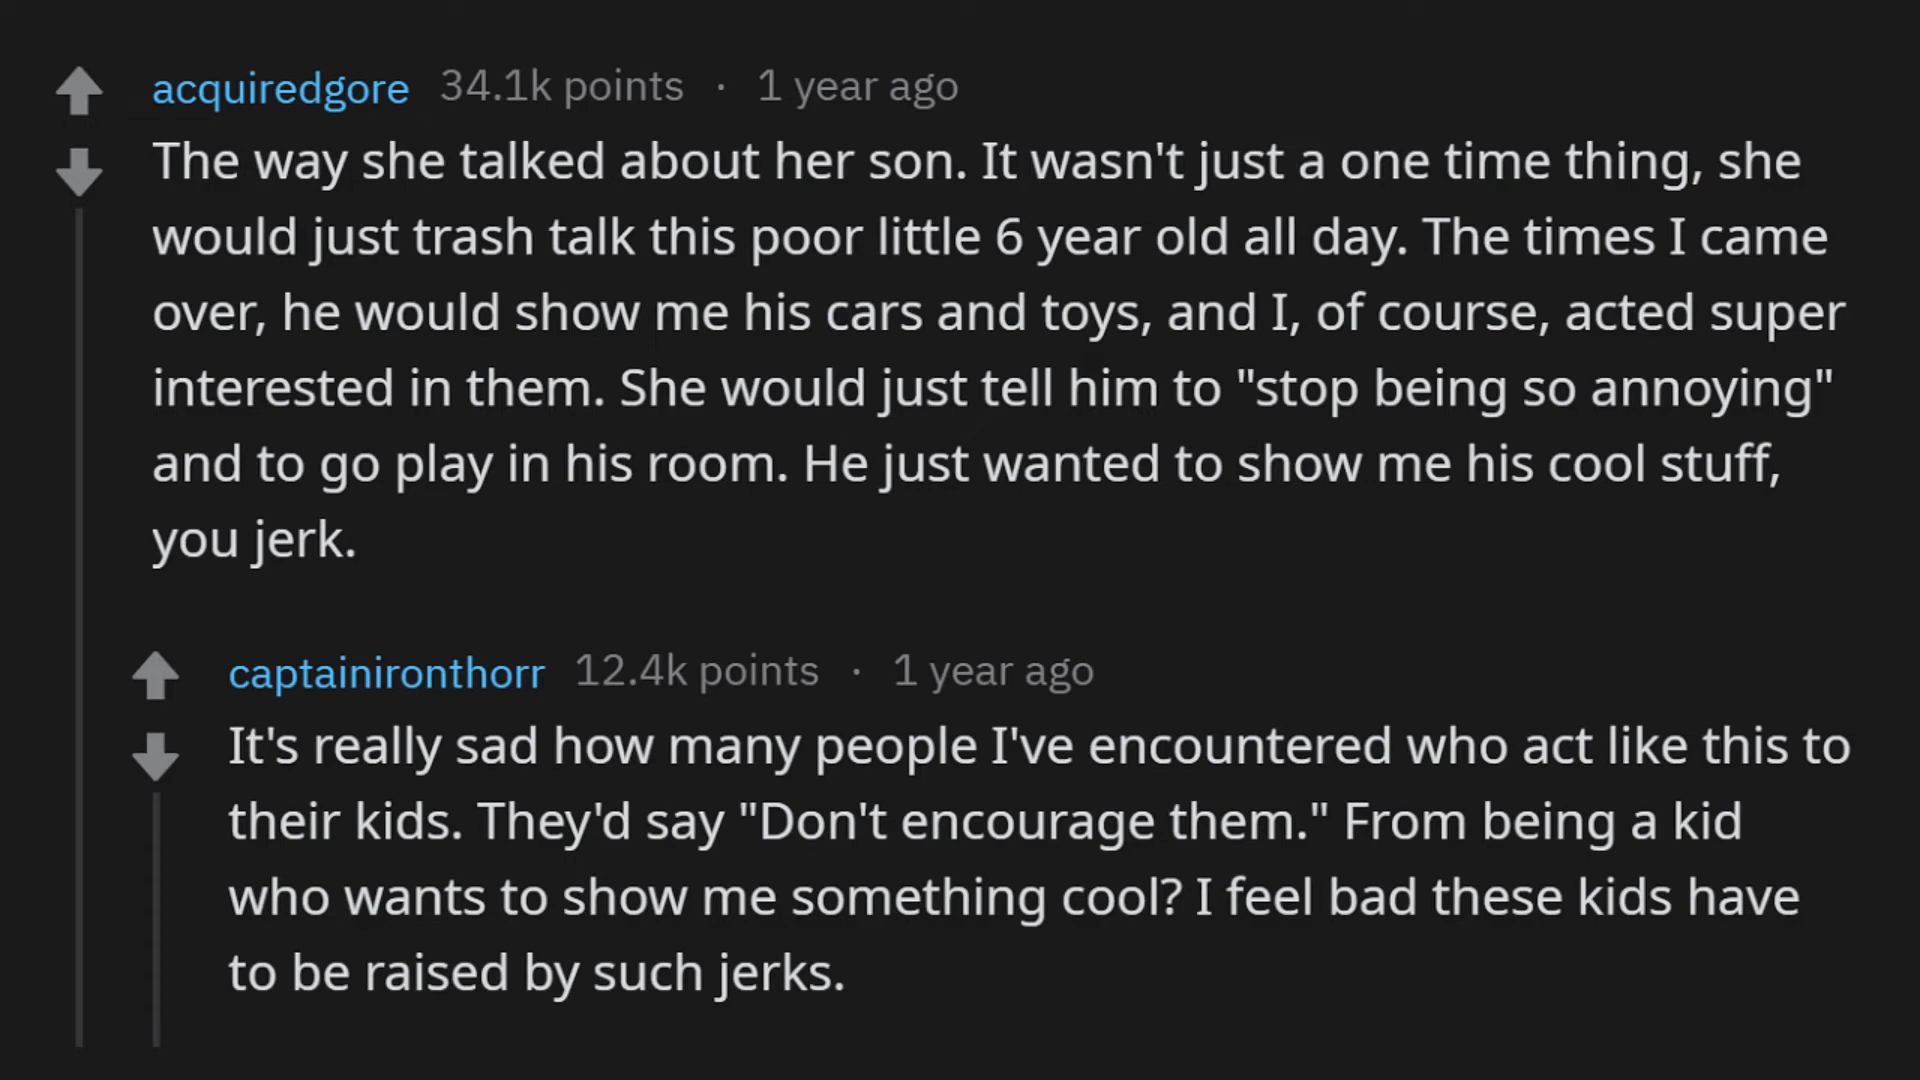 acquiredgore 34.1k points · 1 year ago
The way she talked about her son. It wasn't just a one time thing, she
would just trash talk this poor little 6 year old all day. The times I came
over, he would show me his cars and toys, and I, of course, acted super
interested in them. She would just tell him to "stop being so annoying"
and to go play in his room. He just wanted to show me his cool stuff,
you jerk.
captainironthorr 12.4k points · 1 year ago
It's really sad how many people I've encountered who act like this to
their kids. They'd say "Don't encourage them." From being a kid
who wants to show me something cool? I feel bad these kids have
to be raised by such jerks.